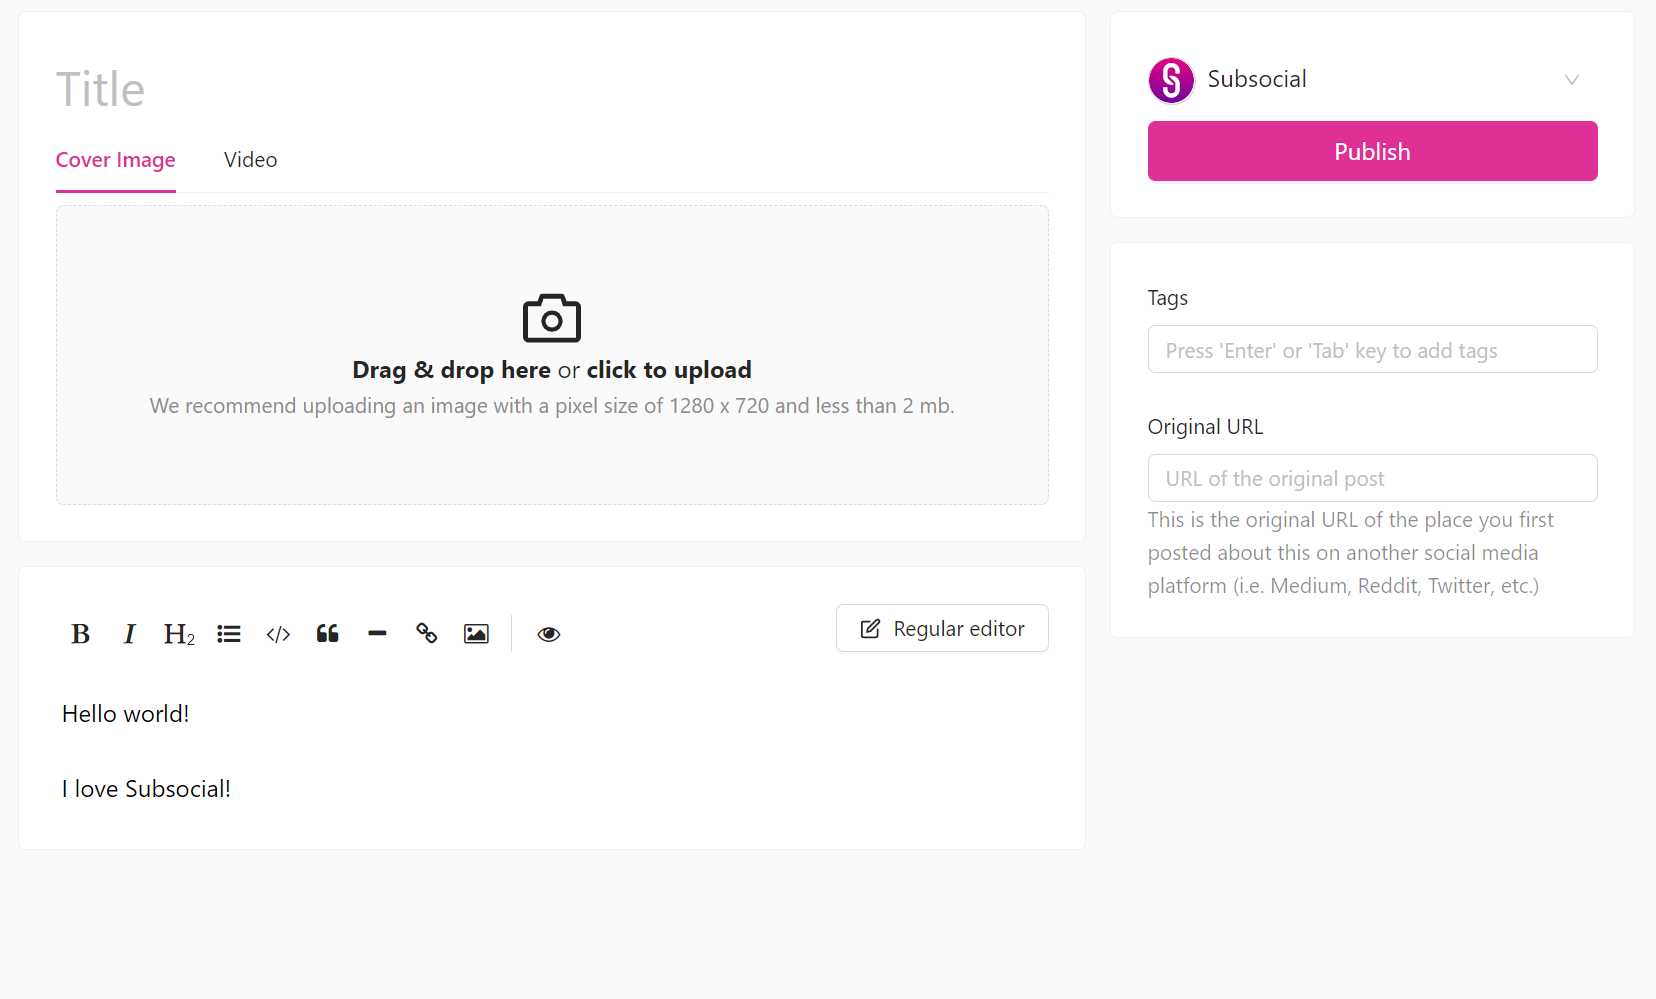 Title
Cover Image Video
Drag & drop here or click to upload
We recommend uploading an image with a pixel size of 1280 x 720 and less than 2 mb.
B I H2 </>
Regular editor
Hello world!
I love Subsocial!
Subsocial
Publish
Tags
Press 'Enter' or 'Tab' key to add tags
Original URL
URL of the original post
This is the original URL of the place you first
posted about this on another social media
platform (i.e. Medium, Reddit, Twitter, etc.)